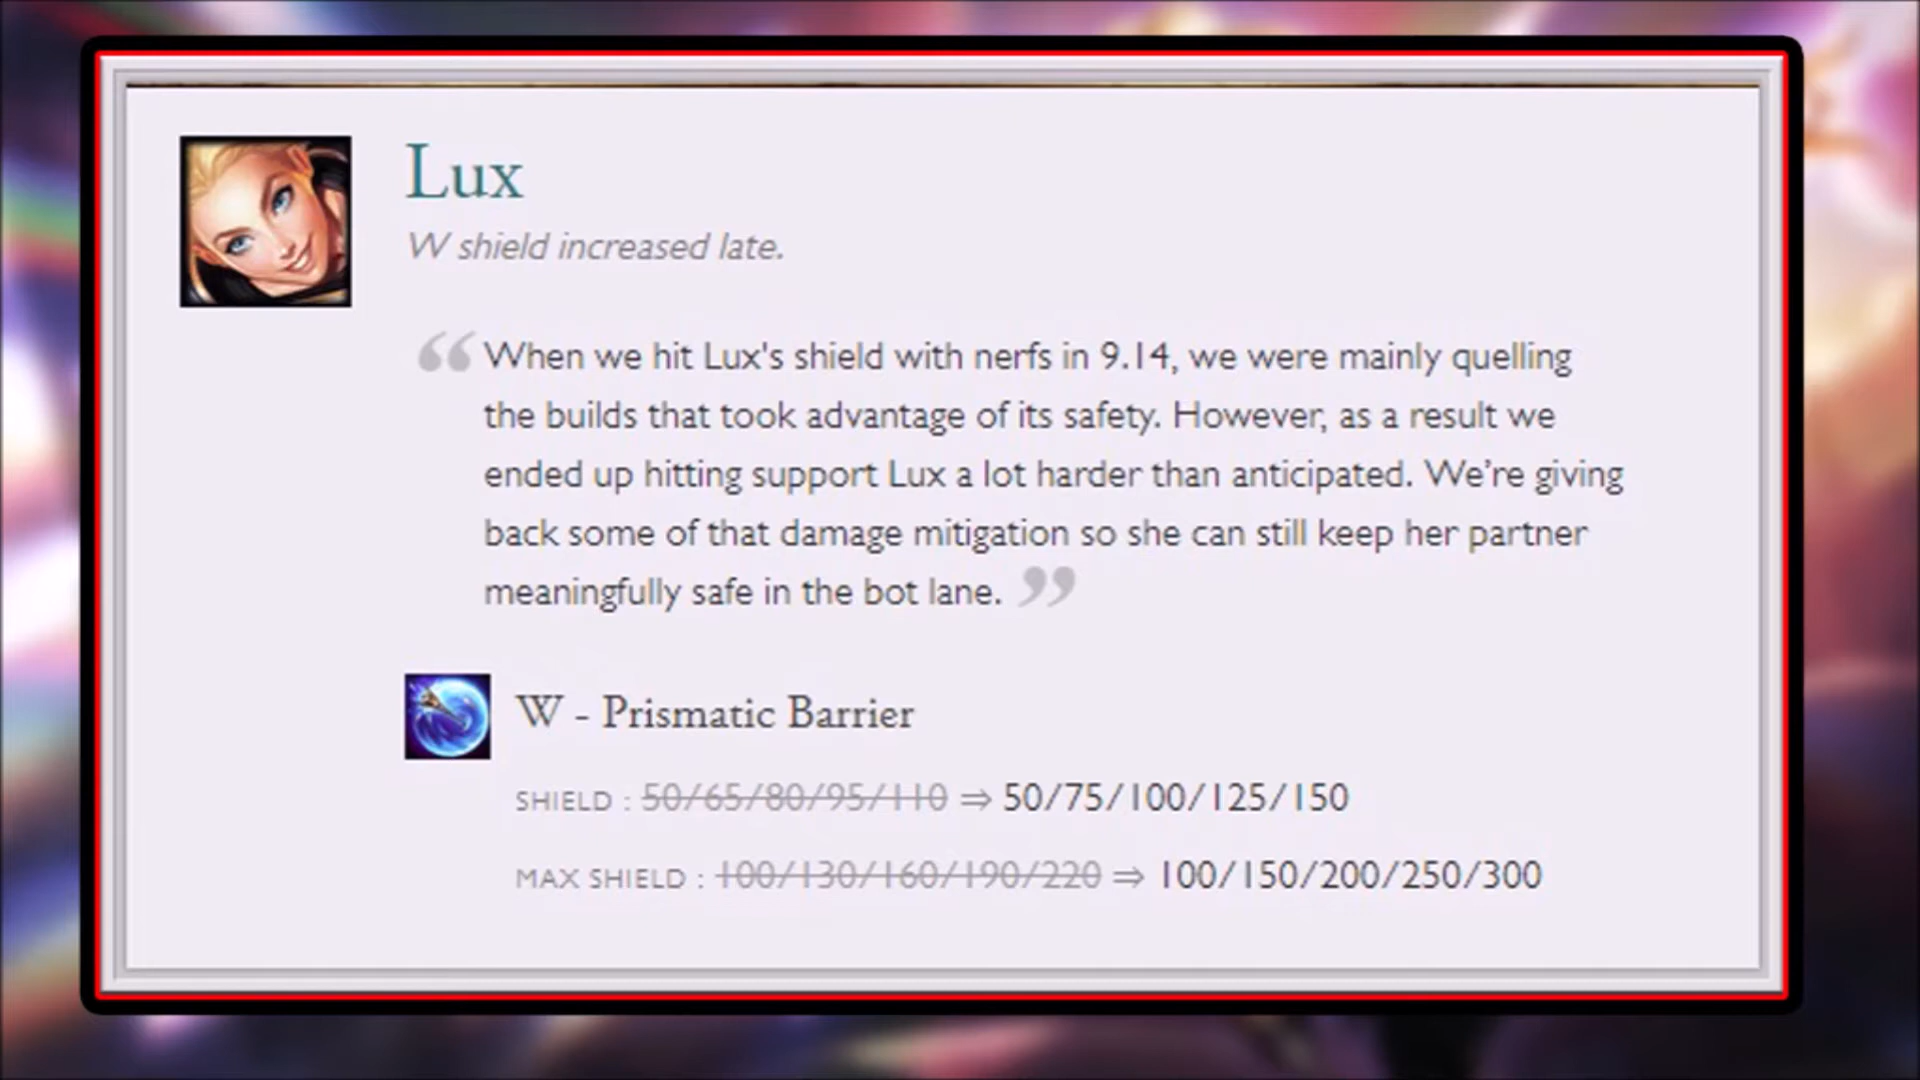 Lux
W shield increased late.
“When we hit Lux's shield with nerfs in 9.14, we were mainly quelling
the builds that took advantage of its safety. However, as a result we
ended up hitting support Lux a lot harder than anticipated. We’re giving
back some of that damage mitigation so she can still keep her partner
meaningfully safe in the bot lane.”
W - Prismatic Barrier
SHIELD : 50/65/80/95/110 ⇒ 50/75/100/125/150
MAX SHIELD : 100/130/160/190/220 ⇒ 100/150/200/250/300